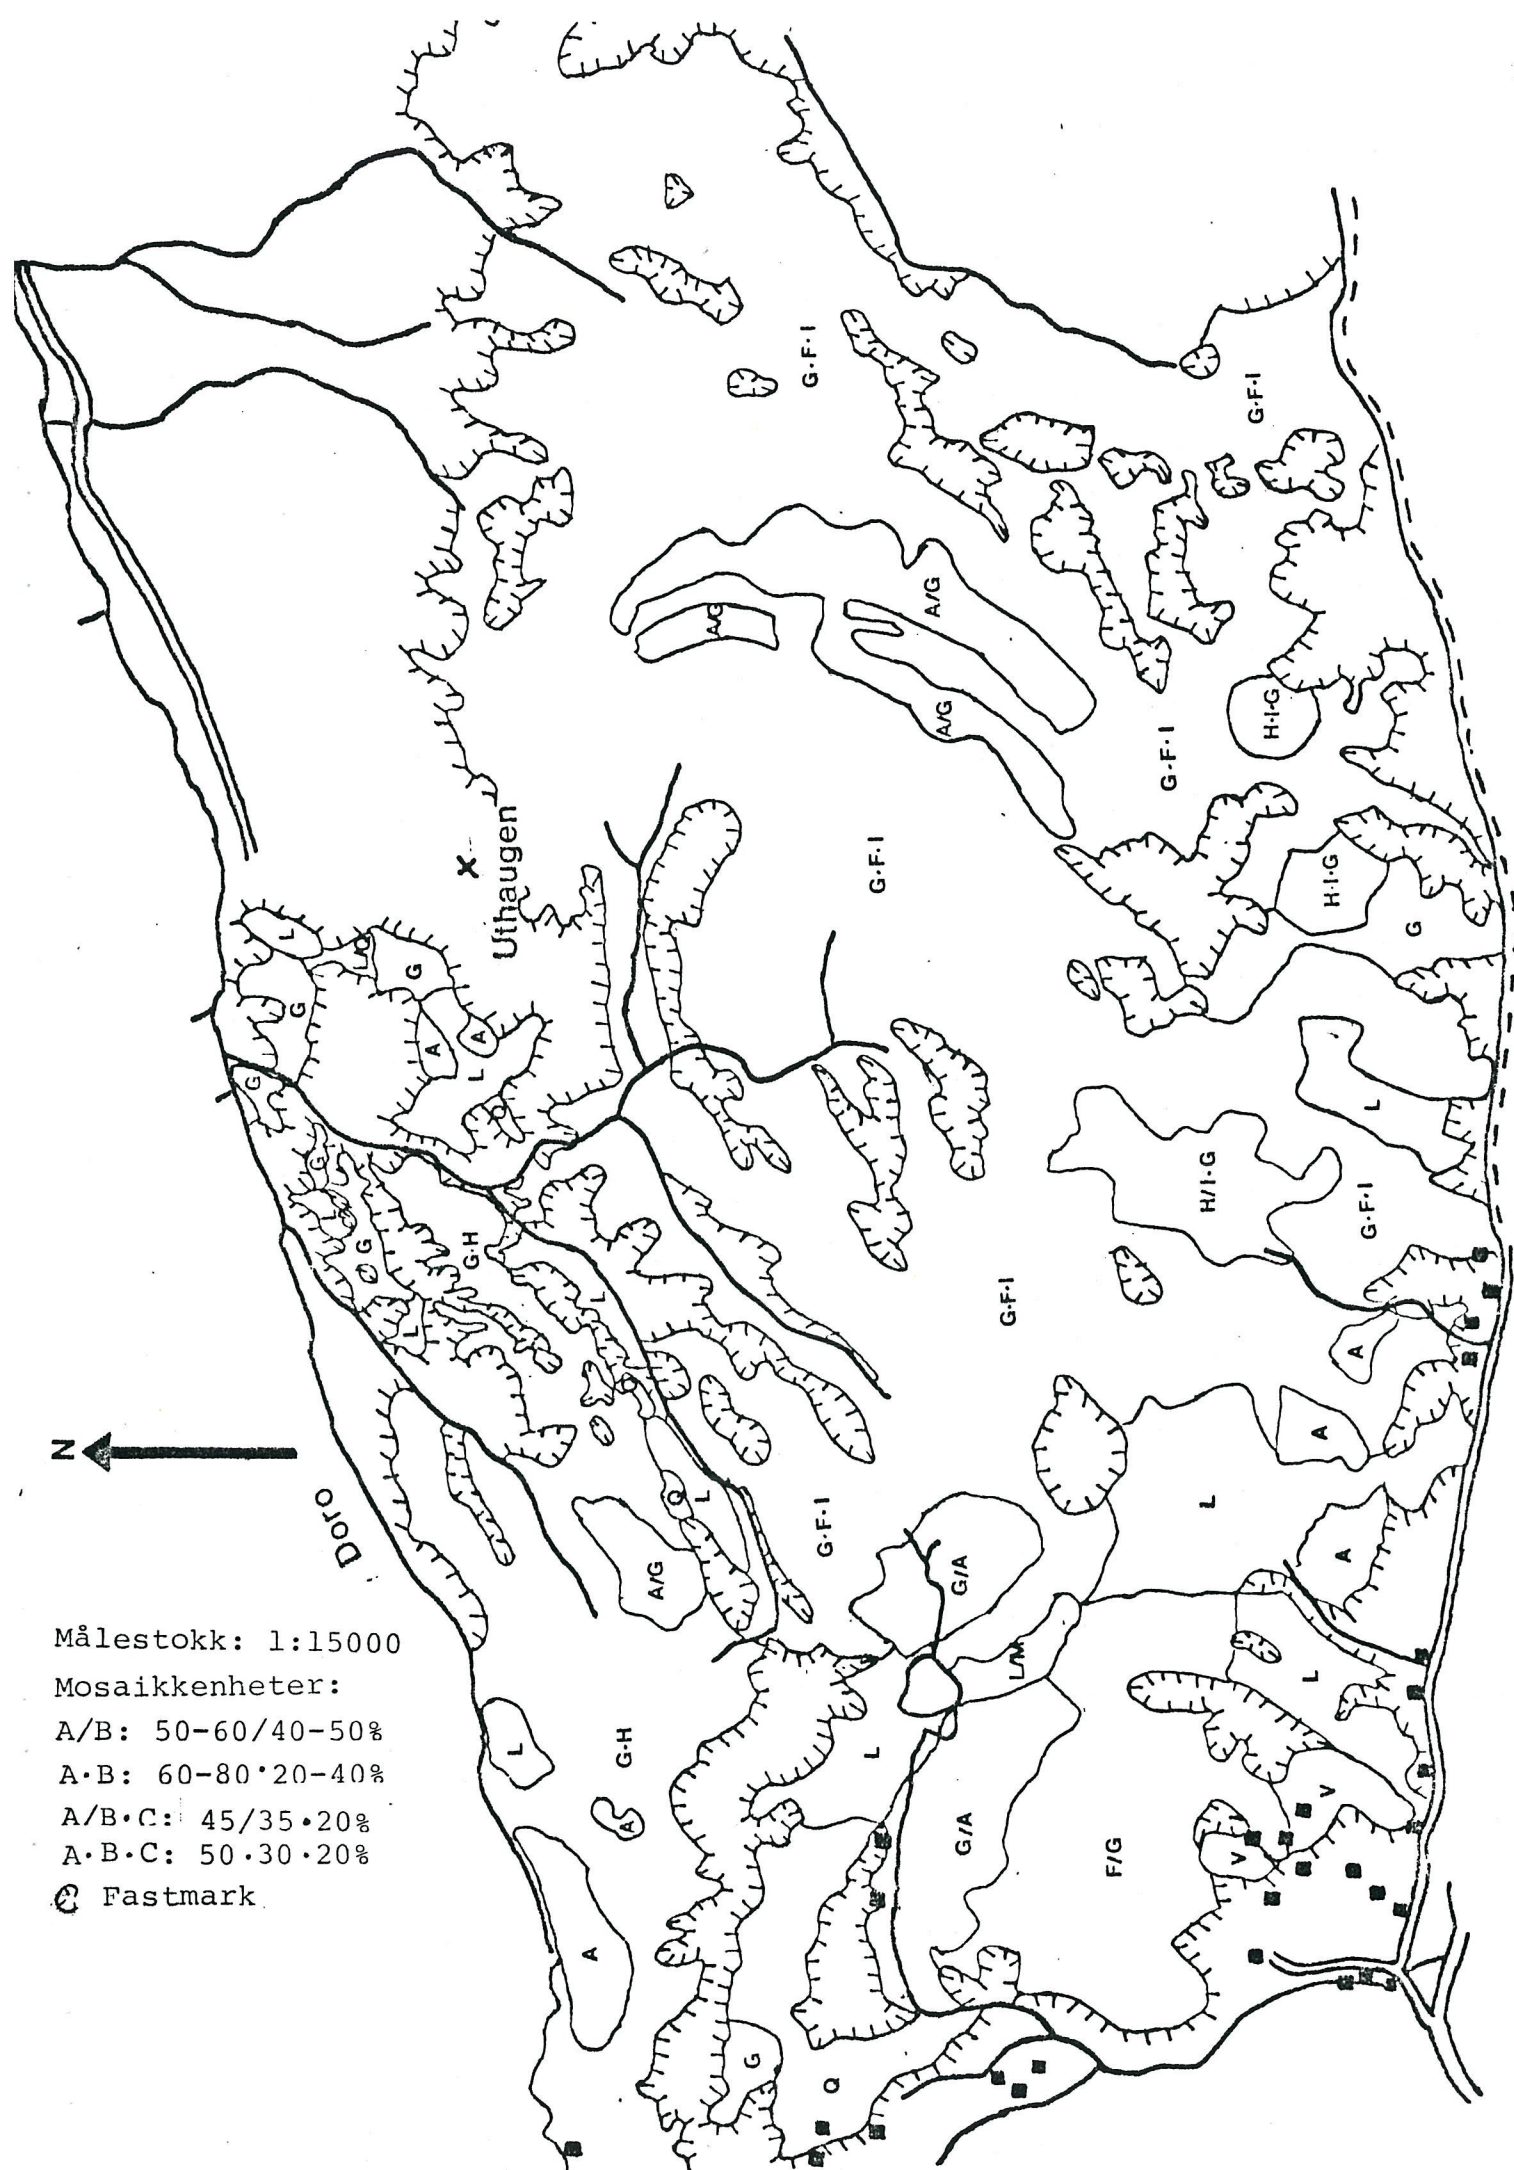 Målestokk: 1:15000
Mosaikkenheter:
A/B: 50-60/40-50%
A·B: 60-80·20-40%
A/B·C: 45/35·20%
A·B·C: 50·30·20%
Fastmark
N
Doro
Uthaugen
x
G·F·I
G·F·I
A/G
A/G
A/G
G·F·I
H·I·G
G·F·I
H·I·G
G
L
L/Q
G
G
A
A
L
Q
G
G
L
G
G·H
L
L
L
H/I·G
G·F·I
G·F·I
A
A
L
A
Q
Q
L
A/G
G·F·I
G/A
L/M
L
L
G·H
L
A
G/A
F/G
V
V
A
G
Q